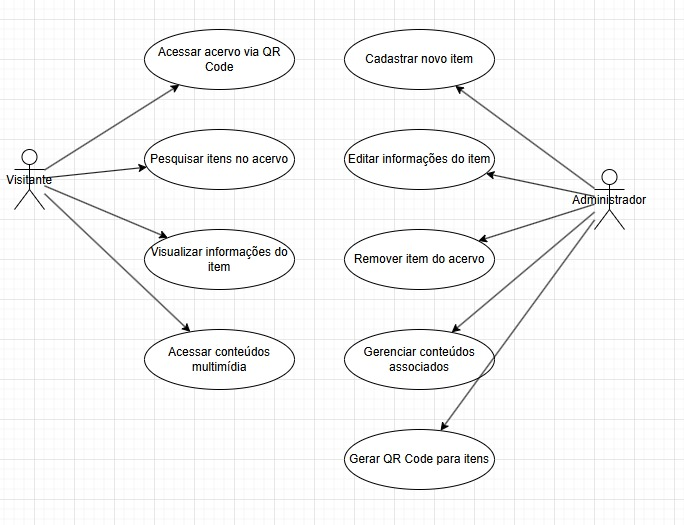 Acessar acervo via QR
Code
Cadastrar novo item
Pesquisar itens no acervo
Editar informações do item
Visitante
Administrador
Visualizar informações do
item
Remover item do acervo
Acessar conteúdos
multimídia
Gerenciar conteúdos
associados
Gerar QR Code para itens